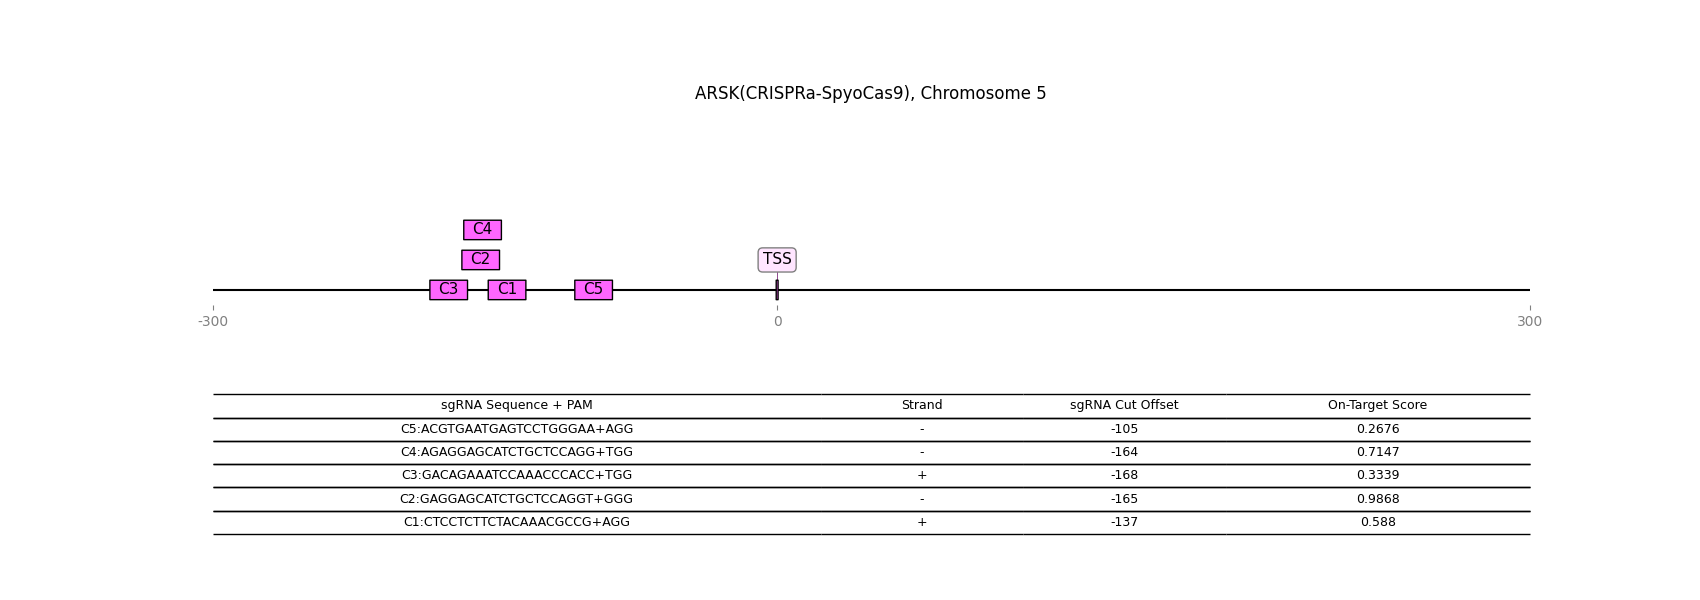 ARSK(CRISPRa-SpyoCas9), Chromosome 5
C4
C2 TSS
C3 C1 C5
-300 0 300
sgRNA Sequence + PAM Strand sgRNA Cut Offset On-Target Score
C5:ACGTGAATGAGTCCTGGGAA+AGG - -105 0.2676
C4:AGAGGAGCATCTGCTCCAGG+TGG - -164 0.7147
C3:GACAGAAATCCAAACCCACC+TGG + -168 0.3339
C2:GAGGAGCATCTGCTCCAGGT+GGG - -165 0.9868
C1:CTCCTCTTCTACAAACGCCG+AGG + -137 0.588